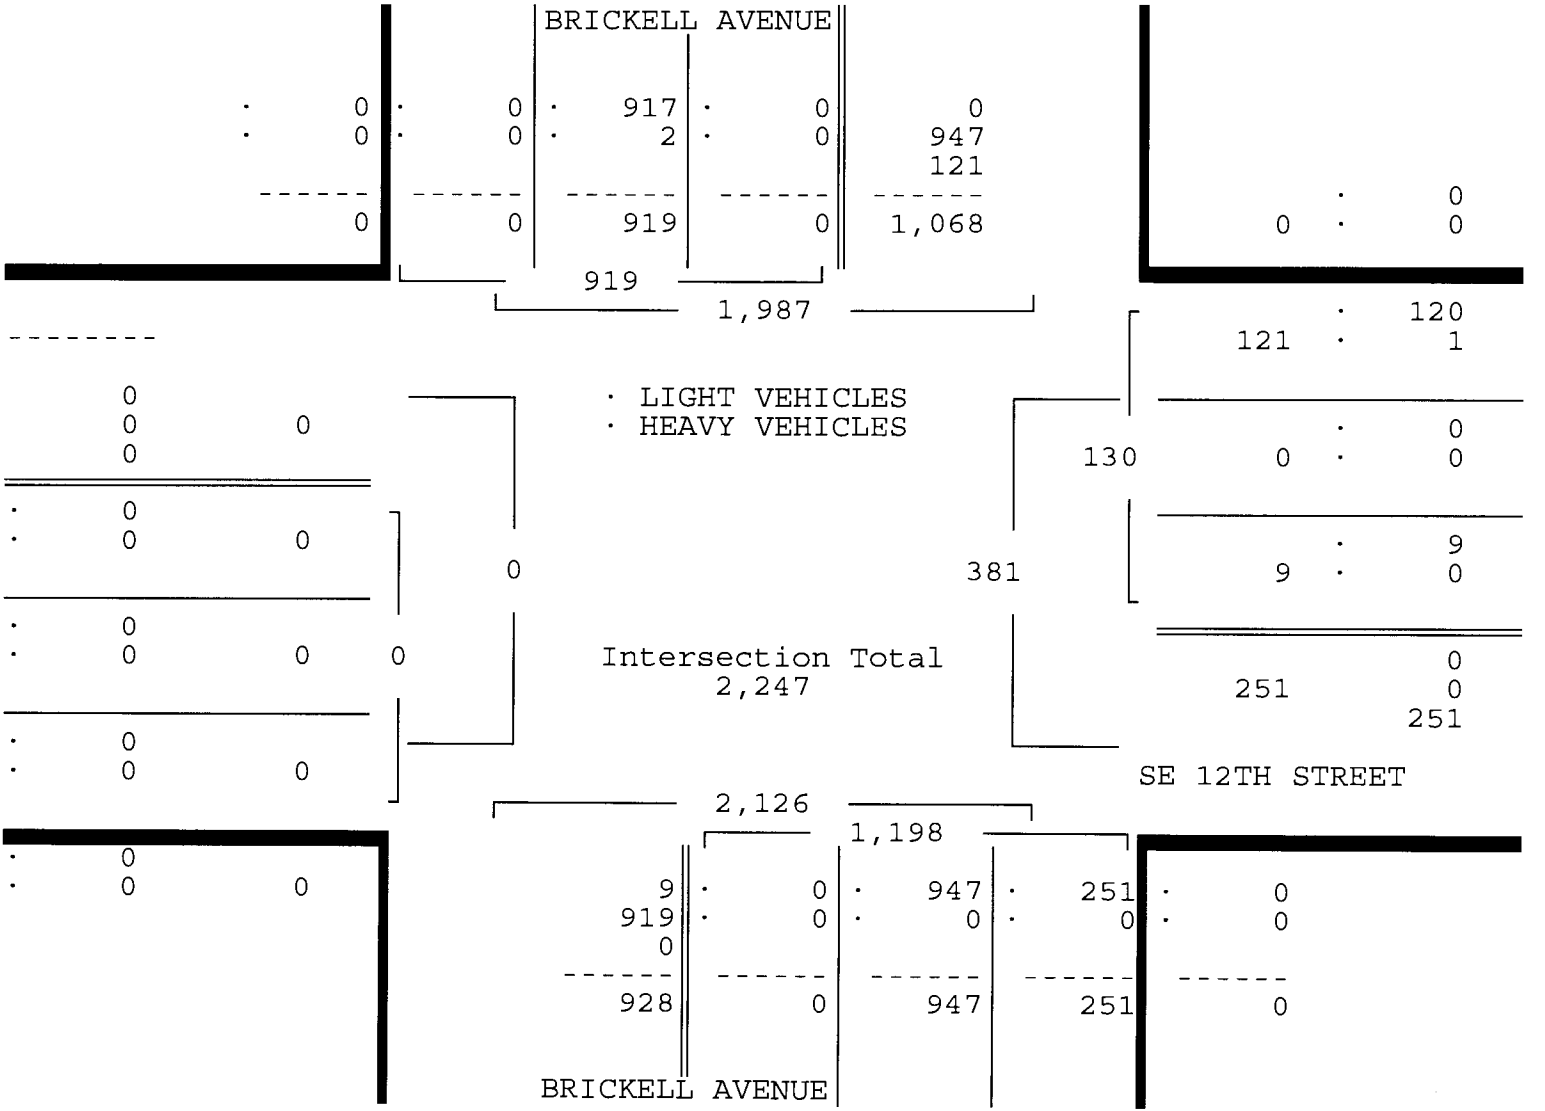 BRICKELL AVENUE
· 0 · 0 · 917 · 0 0
· 0 · 0 · 2 · 0 947
121
------ ------ ------ ------ ------
· 0
0 0 919 0 1,068
0 · 0
919
1,987
· 120
--------
121 · 1
0
· LIGHT VEHICLES
0 0
· HEAVY VEHICLES
· 0
0
130 0 · 0
· 0
· 0 0
· 9
0
381
9 · 0
· 0
· 0 0 0
Intersection Total
0
2,247
251 0
251
· 0
· 0 0
SE 12TH STREET
2,126
1,198
· 0
· 0 0
9 · 0 · 947 · 251 · 0
919 · 0 · 0 · 0 · 0
0
------ ------ ------ ------ ------
928 0 947 251 0
BRICKELL AVENUE